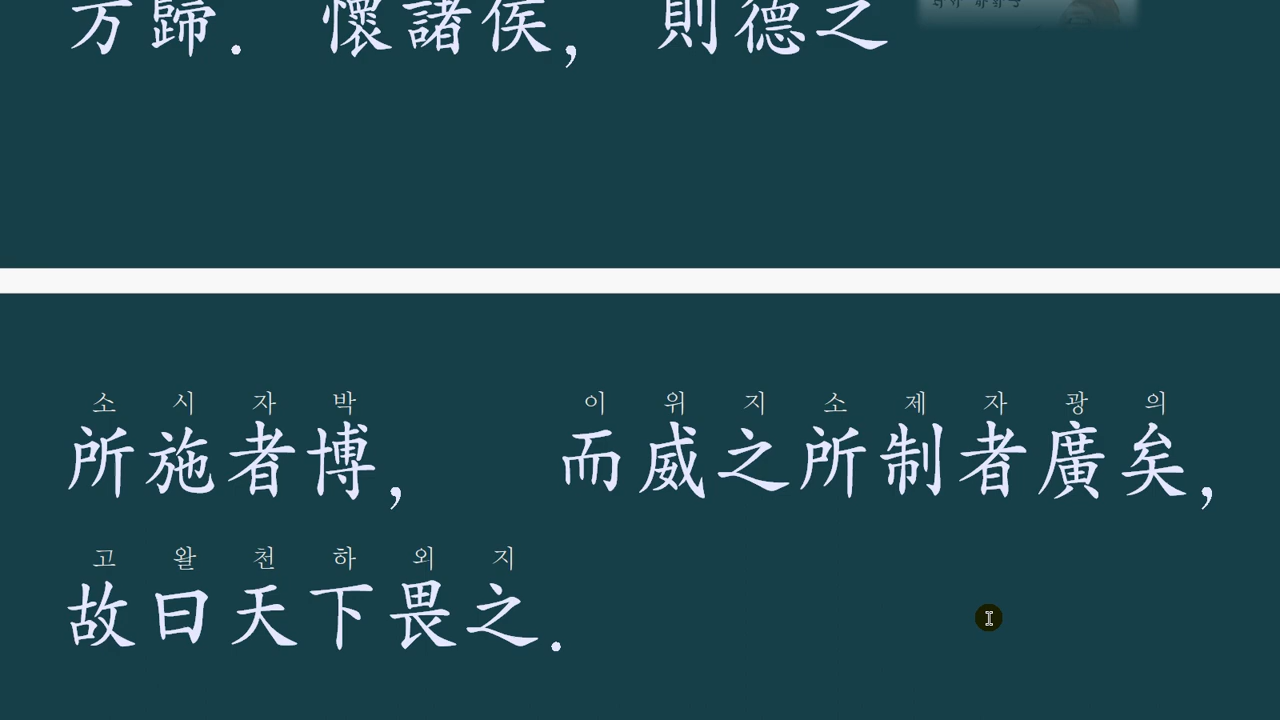 方歸. 懷諸侯, 則德之
소 시 자 박 이 위 지 소 제 자 광 의
所施者博, 而威之所制者廣矣,
고 왈 천 하 외 지
故曰天下畏之.